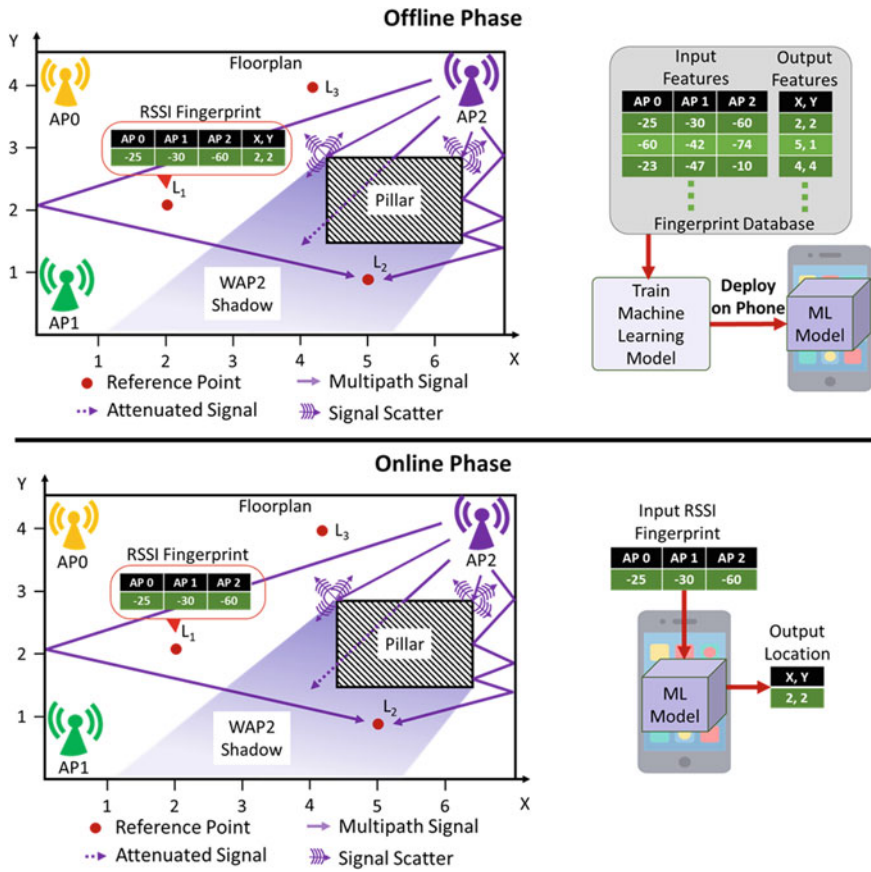 Offline Phase
Y
4
3
2
1
1 2 3 4 5 6 X
Floorplan
AP0
AP1
AP2
RSSI Fingerprint
AP 0 AP 1 AP 2 X, Y
-25 -30 -60 2, 2
L1
L2
L3
Pillar
WAP2
Shadow
Reference Point
Multipath Signal
Attenuated Signal
Signal Scatter
Input
Features
Output
Features
AP 0 AP 1 AP 2 X, Y
-25 -30 -60 2, 2
-60 -42 -74 5, 1
-23 -47 -10 4, 4
Fingerprint Database
Train
Machine
Learning
Model
Deploy
on Phone
ML
Model
Online Phase
Y
4
3
2
1
1 2 3 4 5 6 X
Floorplan
AP0
AP1
AP2
RSSI Fingerprint
AP 0 AP 1 AP 2
-25 -30 -60
L1
L2
L3
Pillar
WAP2
Shadow
Reference Point
Multipath Signal
Attenuated Signal
Signal Scatter
Input RSSI
Fingerprint
AP 0 AP 1 AP 2
-25 -30 -60
ML
Model
Output
Location
X, Y
2, 2